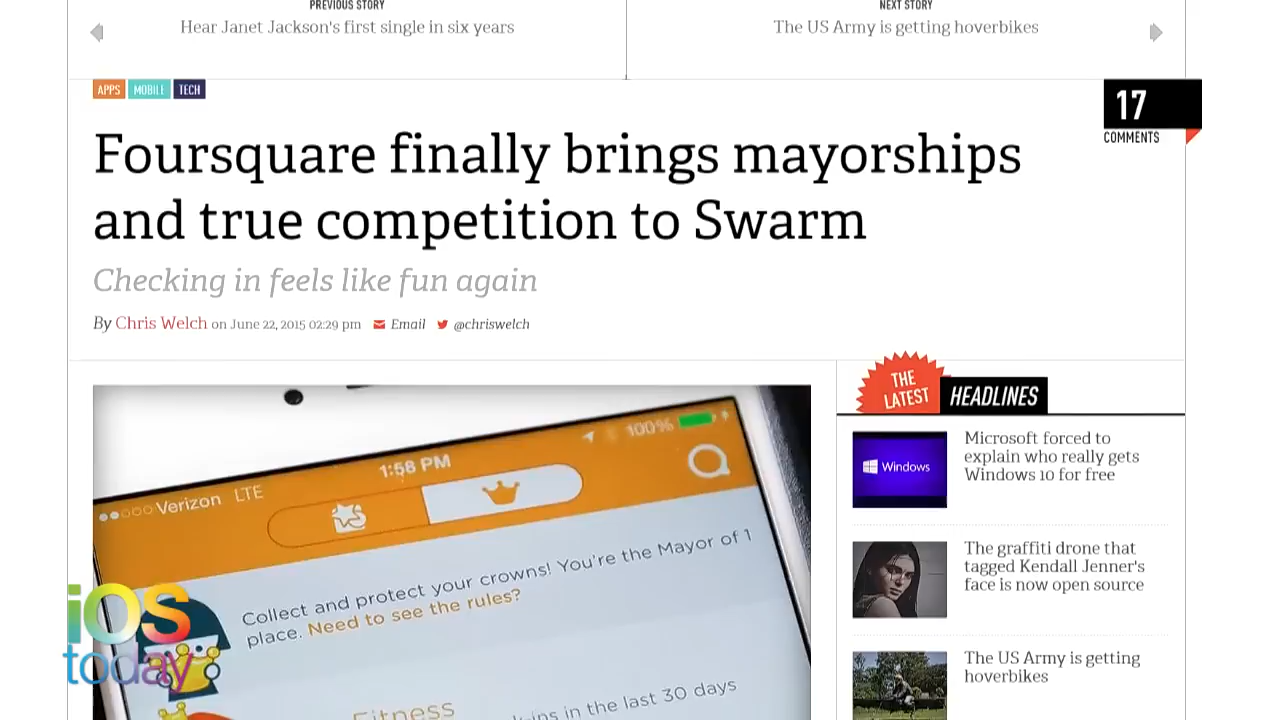 PREVIOUS STORY
Hear Janet Jackson's first single in six years
NEXT STORY
The US Army is getting hoverbikes
APPS MOBILE TECH
17
COMMENTS
Foursquare finally brings mayorships
and true competition to Swarm
Checking in feels like fun again
By Chris Welch on June 22, 2015 02:29 pm Email @chriswelch
THE
LATEST
HEADLINES
Microsoft forced to
explain who really gets
Windows 10 for free
Windows
The graffiti drone that
tagged Kendall Jenner's
face is now open source
The US Army is getting
hoverbikes
Verizon LTE
1:58 PM
100%
Collect and protect your crowns! You're the Mayor of 1
place. Need to see the rules?
Fitness
in the last 30 days
iOS
today